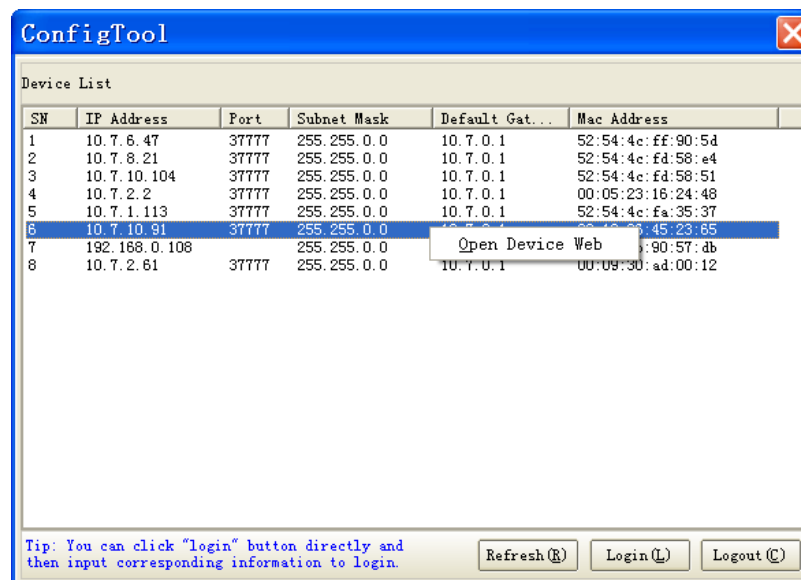 ConfigTool
Device List
SN IP Address Port Subnet Mask Default Gat... Mac Address
1 10.7.6.47 37777 255.255.0.0 10.7.0.1 52:54:4c:ff:90:5d
2 10.7.8.21 37777 255.255.0.0 10.7.0.1 52:54:4c:fd:58:e4
3 10.7.10.104 37777 255.255.0.0 10.7.0.1 52:54:4c:fd:58:51
4 10.7.2.2 37777 255.255.0.0 10.7.0.1 00:05:23:16:24:48
5 10.7.1.113 37777 255.255.0.0 10.7.0.1 52:54:4c:fa:35:37
6 10.7.10.91 37777 255.255.0.0 :45:23:65
Open Device Web
7 192.168.0.108 255.255.0.0 :90:57:db
8 10.7.2.61 37777 255.255.0.0 10.7.0.1 00:09:30:ad:00:12
Tip: You can click "login" button directly and
then input corresponding information to login.
Refresh(R) Login(L) Logout(C)